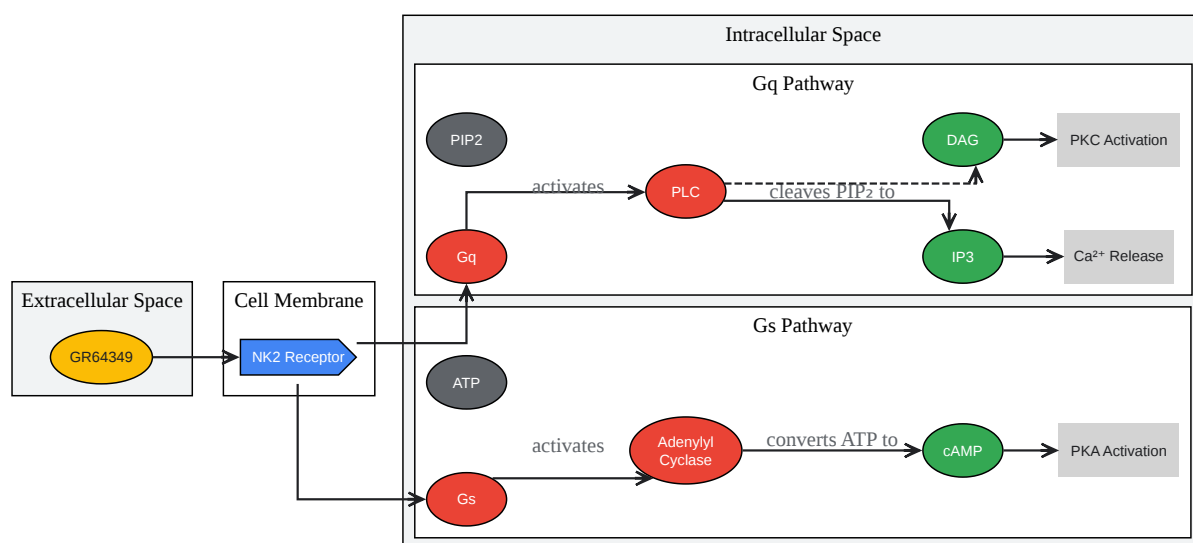 Intracellular Space
Gq Pathway
PIP2
DAG
PKC Activation
activates
PLC
cleaves PIP₂ to
Gq
IP3
Ca²⁺ Release
Extracellular Space
Cell Membrane
GR64349
NK2 Receptor
Gs Pathway
ATP
activates
Adenylyl
Cyclase
converts ATP to
cAMP
PKA Activation
Gs